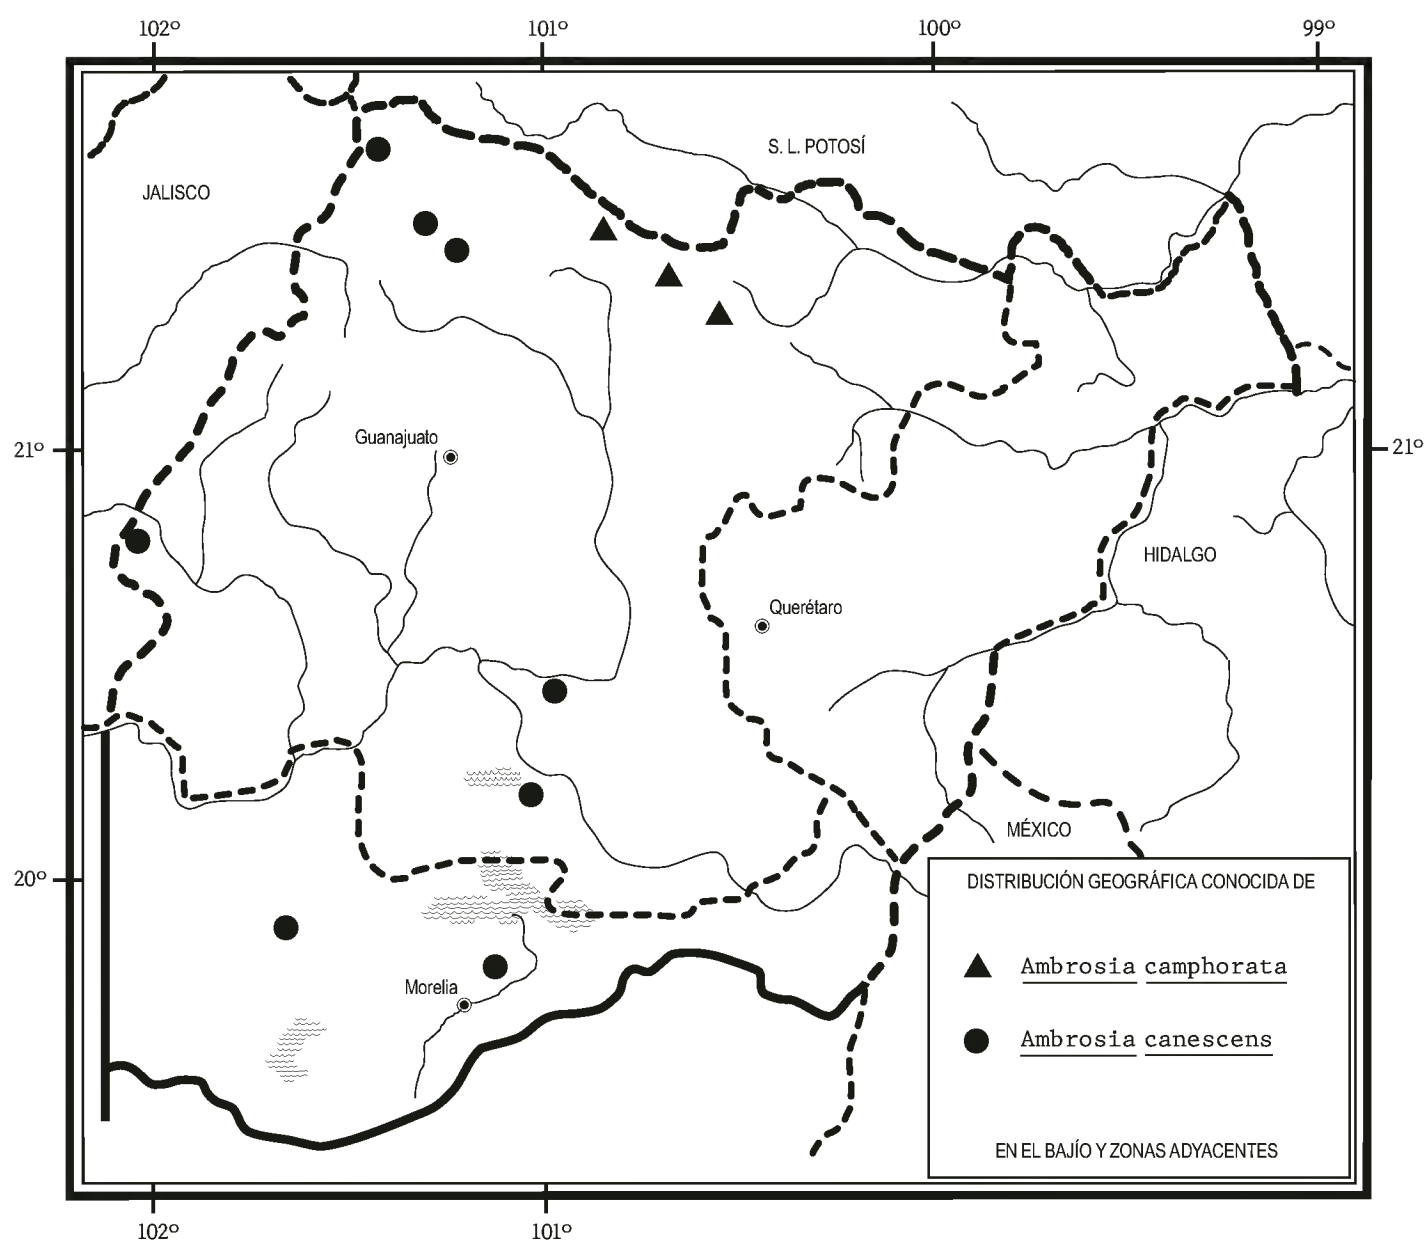 102º 101º 100º 99º
S. L. POTOSÍ
JALISCO
Guanajuato
21º 21º
HIDALGO
Querétaro
MÉXICO
20º
DISTRIBUCIÓN GEOGRÁFICA CONOCIDA DE
Ambrosia camphorata
Morelia
Ambrosia canescens
EN EL BAJÍO Y ZONAS ADYACENTES
102º 101º